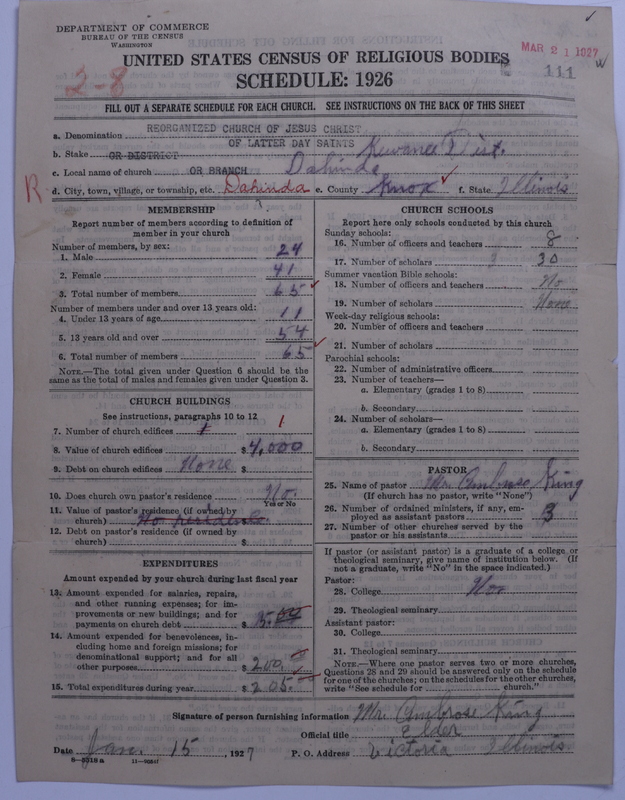 DEPARTMENT OF COMMERCE
BUREAU OF THE CENSUS
WASHINGTON
UNITED STATES CENSUS OF RELIGIOUS BODIES
MAR 21 1927
SCHEDULE: 1926
111
2-8
FILL OUT A SEPARATE SCHEDULE FOR EACH CHURCH. SEE INSTRUCTIONS ON THE BACK OF THIS SHEET
a. Denomination REORGANIZED CHURCH OF JESUS CHRIST
OF LATTER DAY SAINTS
b. Stake OR DISTRICT Kewanee Dist.
c. Local name of church OR BRANCH Dahinda
R d. City, town, village, or township, etc. Dahinda e. County Knox f. State Illinois
MEMBERSHIP
Report number of members according to definition of
member in your church
Number of members, by sex:
1. Male 24
2. Female 41
3. Total number of members 65
Number of members under and over 13 years old:
4. Under 13 years of age 11
5. 13 years old and over 54
6. Total number of members 65
NOTE.—The total given under Question 6 should be the
same as the total of males and females given under Question 3.
CHURCH BUILDINGS
See instructions, paragraphs 10 to 12
7. Number of church edifices 1 1
8. Value of church edifices $4,000
9. Debt on church edifices None
10. Does church own pastor's residence No.
Yes or No
11. Value of pastor's residence (if owned by
church) No residence
12. Debt on pastor's residence (if owned by
church) $
EXPENDITURES
Amount expended by your church during last fiscal year
13. Amount expended for salaries, repairs,
and other running expenses; for im-
provements or new buildings; and for
payments on church debt $
14. Amount expended for benevolences, in-
cluding home and foreign missions; for
denominational support; and for all
other purposes $ 200.
15. Total expenditures during year $ 205.
CHURCH SCHOOLS
Report here only schools conducted by this church
Sunday schools:
16. Number of officers and teachers 8
17. Number of scholars 30
Summer vacation Bible schools:
18. Number of officers and teachers No
19. Number of scholars None
Week-day religious schools:
20. Number of officers and teachers
21. Number of scholars
Parochial schools:
22. Number of administrative officers
23. Number of teachers—
a. Elementary (grades 1 to 8)
b. Secondary
24. Number of scholars—
a. Elementary (grades 1 to 8)
b. Secondary
PASTOR
25. Name of pastor Mr. Ambrose King
(If church has no pastor, write "None")
26. Number of ordained ministers, if any, em-
ployed as assistant pastors 3
27. Number of other churches served by the
pastor or his assistants
If pastor (or assistant pastor) is a graduate of a college or
theological seminary, give name of institution below. (If
not a graduate, write "No" in the space indicated.)
Pastor:
28. College No
29. Theological seminary
Assistant pastor:
30. College
31. Theological seminary
NOTE.—Where one pastor serves two or more churches,
Questions 28 and 29 should be answered only on the schedule
for one of the churches; on the schedules for the other churches,
write "See schedule for church."
Signature of person furnishing information Mr. Ambrose King
Official title Elder
Date Jan. 15, 1927 P. O. Address Victoria Illinois
8—5518a 11—9254f